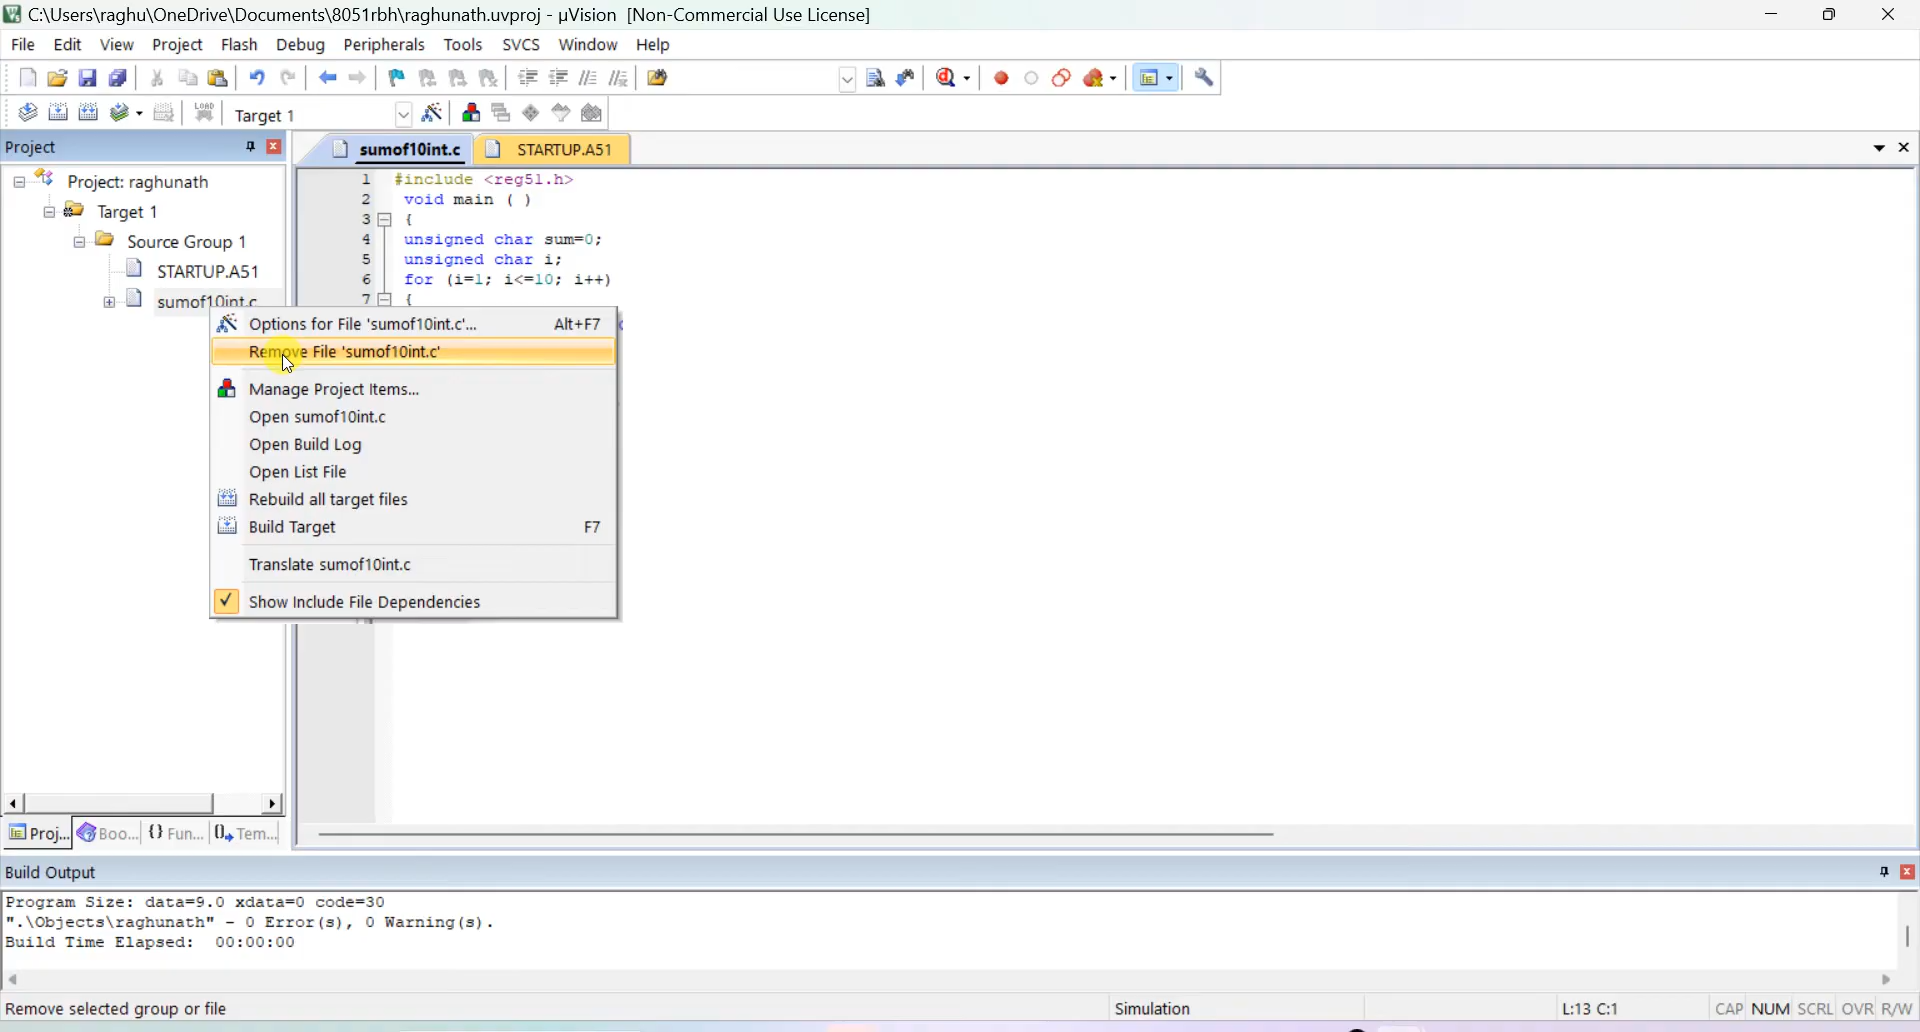 C:\Users\raghu\OneDrive\Documents\8051rbh\raghunath.uvproj - µVision [Non-Commercial Use License]
File Edit View Project Flash Debug Peripherals Tools SVCS Window Help
LOAD Target 1
Project
sumof10int.c STARTUP.A51
Project: raghunath
Target 1
Source Group 1
STARTUP.A51
sumof10int.c
1 #include <reg51.h>
2 void main ( )
3 {
4 unsigned char sum=0;
5 unsigned char i;
6 for (i=1; i<=10; i++)
7 {
Options for File 'sumof10int.c'... Alt+F7
Remove File 'sumof10int.c'
Manage Project Items...
Open sumof10int.c
Open Build Log
Open List File
Rebuild all target files
Build Target F7
Translate sumof10int.c
Show Include File Dependencies
Proj... Boo... {} Fun... Tem...
Build Output
Program Size: data=9.0 xdata=0 code=30
".\Objects\raghunath" - 0 Error(s), 0 Warning(s).
Build Time Elapsed: 00:00:00
Remove selected group or file Simulation L:13 C:1 CAP NUM SCRL OVR R/W